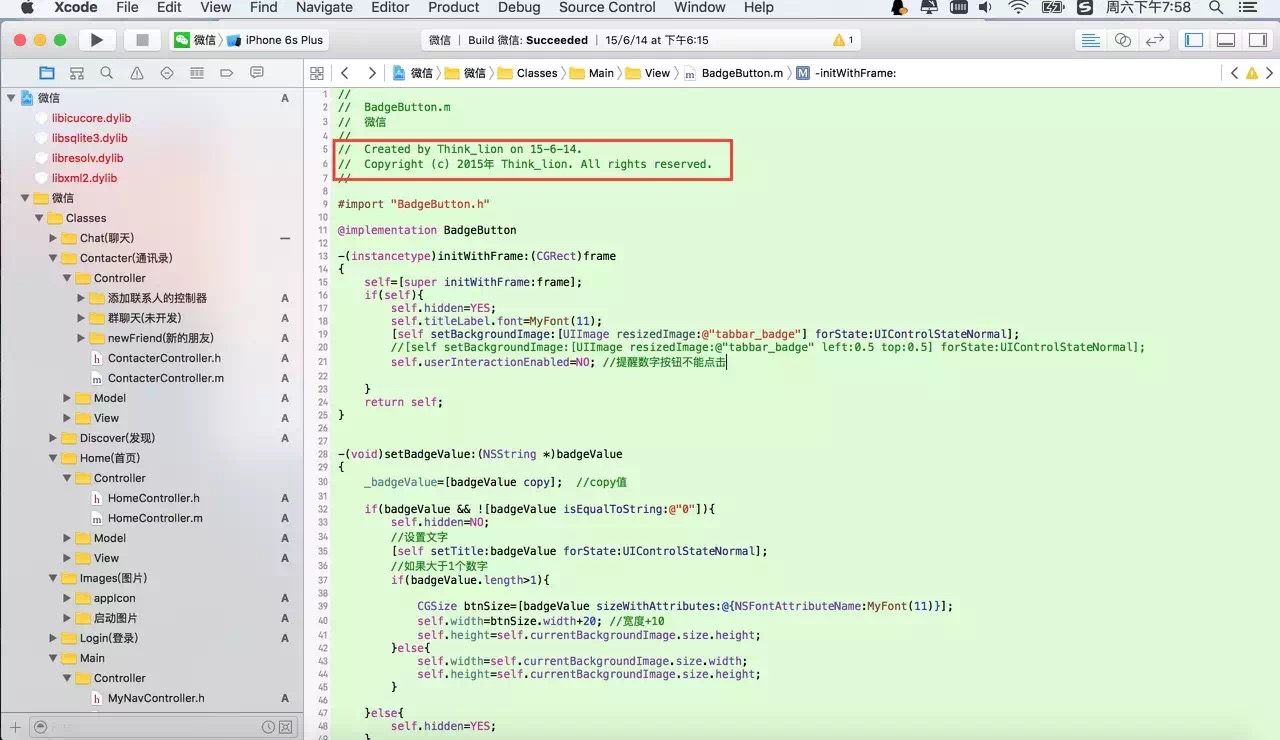 Xcode File Edit View Find Navigate Editor Product Debug Source Control Window Help 周六下午7:58
微信 〉 iPhone 6s Plus
微信 | Build 微信: Succeeded | 15/6/14 at 下午6:15
1
微信 〉 微信 〉 Classes 〉 Main 〉 View 〉 m BadgeButton.m 〉 M -initWithFrame:
微信 A
libicucore.dylib
libsqlite3.dylib
libresolv.dylib
libxml2.dylib
微信
Classes
Chat(聊天)
Contacter(通讯录)
Controller
添加联系人的控制器 A
群聊天(未开发) A
newFriend(新的朋友) A
h ContacterController.h A
m ContacterController.m A
Model A
View A
Discover(发现) A
Home(首页)
Controller
h HomeController.h A
m HomeController.m A
Model A
View A
Images(图片)
appIcon A
启动图片 A
Login(登录) A
Main
Controller
h MyNavController.h A
1 //
2 //  BadgeButton.m
3 //  微信
4 //
5 //  Created by Think_lion on 15-6-14.
6 //  Copyright (c) 2015年 Think_lion. All rights reserved.
7 //
8
9 #import "BadgeButton.h"
10
11 @implementation BadgeButton
12
13 -(instancetype)initWithFrame:(CGRect)frame
14 {
15     self=[super initWithFrame:frame];
16     if(self){
17         self.hidden=YES;
18         self.titleLabel.font=MyFont(11);
19         [self setBackgroundImage:[UIImage resizedImage:@"tabbar_badge"] forState:UIControlStateNormal];
20         //[self setBackgroundImage:[UIImage resizedImage:@"tabbar_badge" left:0.5 top:0.5] forState:UIControlStateNormal];
21         self.userInteractionEnabled=NO; //提醒数字按钮不能点击
22
23     }
24     return self;
25 }
26
27
28 -(void)setBadgeValue:(NSString *)badgeValue
29 {
30     _badgeValue=[badgeValue copy];  //copy值
31
32     if(badgeValue && ![badgeValue isEqualToString:@"0"]){
33         self.hidden=NO;
34         //设置文字
35         [self setTitle:badgeValue forState:UIControlStateNormal];
36         //如果大于1个数字
37         if(badgeValue.length>1){
38
39             CGSize btnSize=[badgeValue sizeWithAttributes:@{NSFontAttributeName:MyFont(11)}];
40             self.width=btnSize.width+20; //宽度+10
41             self.height=self.currentBackgroundImage.size.height;
42         }else{
43             self.width=self.currentBackgroundImage.size.width;
44             self.height=self.currentBackgroundImage.size.height;
45         }
46
47     }else{
48         self.hidden=YES;